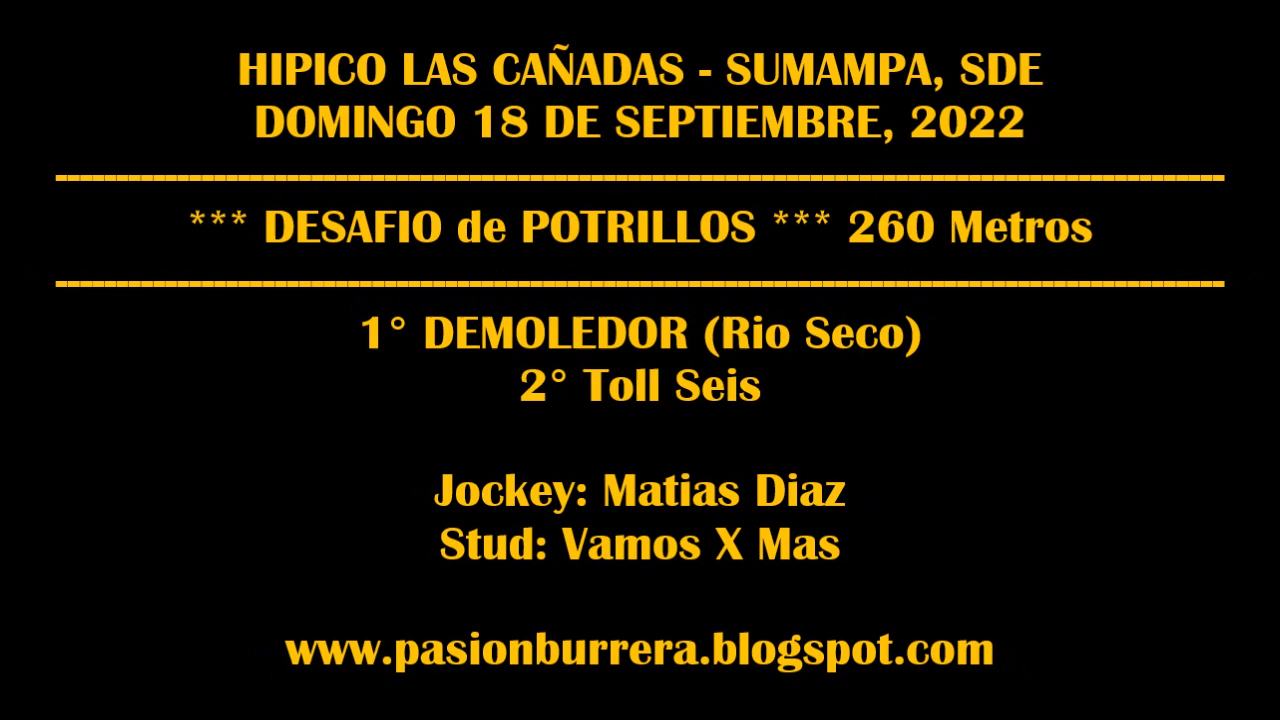 HIPICO LAS CAÑADAS - SUMAMPA, SDE
DOMINGO 18 DE SEPTIEMBRE, 2022
*** DESAFIO de POTRILLOS *** 260 Metros
1° DEMOLEDOR (Rio Seco)
2° Toll Seis
Jockey: Matias Diaz
Stud: Vamos X Mas
www.pasionburrera.blogspot.com